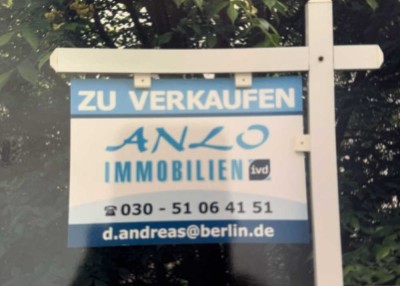 ZU VERKAUFEN
ANLO
IMMOBILIEN ivd
☎ 030 - 51 06 41 51
d.andreas@berlin.de